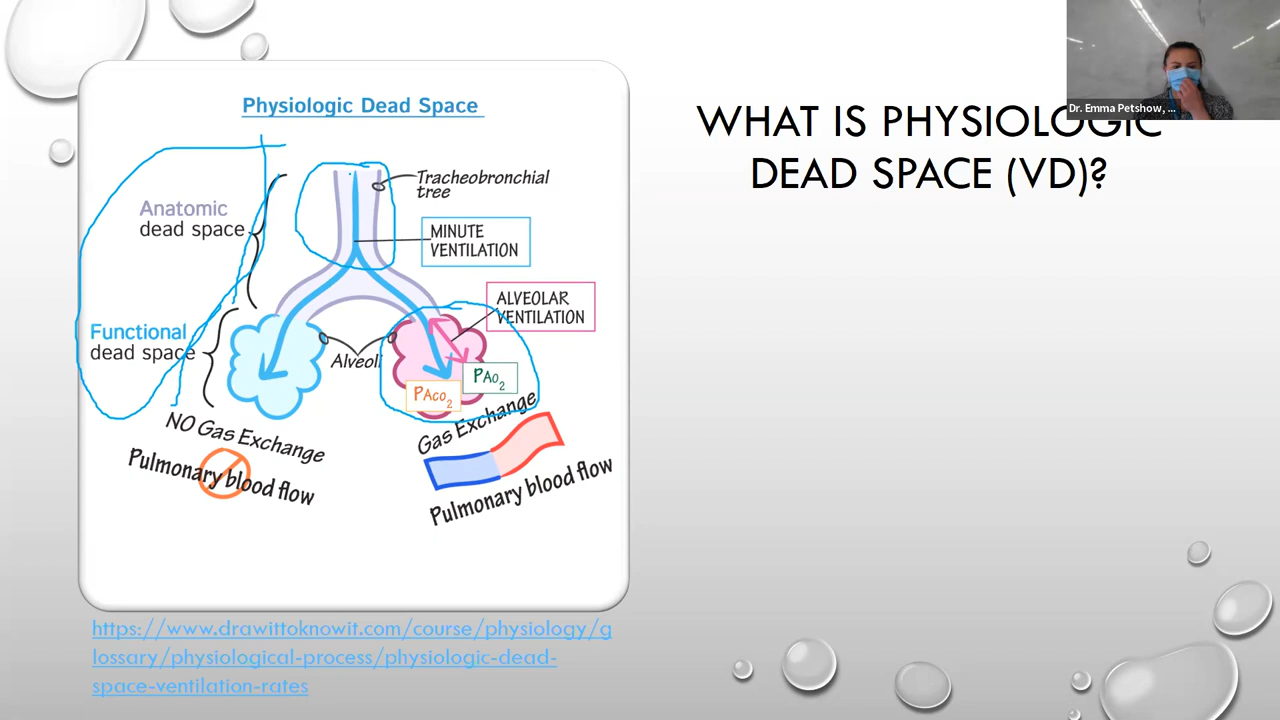 Physiologic Dead Space
Tracheobronchial
tree
Anatomic
dead space
MINUTE
VENTILATION
ALVEOLAR
VENTILATION
Functional
dead space
Alveoli
PAO2
PACO2
NO Gas Exchange
Pulmonary blood flow
Gas Exchange
Pulmonary blood flow
https://www.drawittoknowit.com/course/physiology/g
lossary/physiological-process/physiologic-dead-
space-ventilation-rates
WHAT IS PHYSIOLOGIC
DEAD SPACE (VD)?
Dr. Emma Petshow, ...